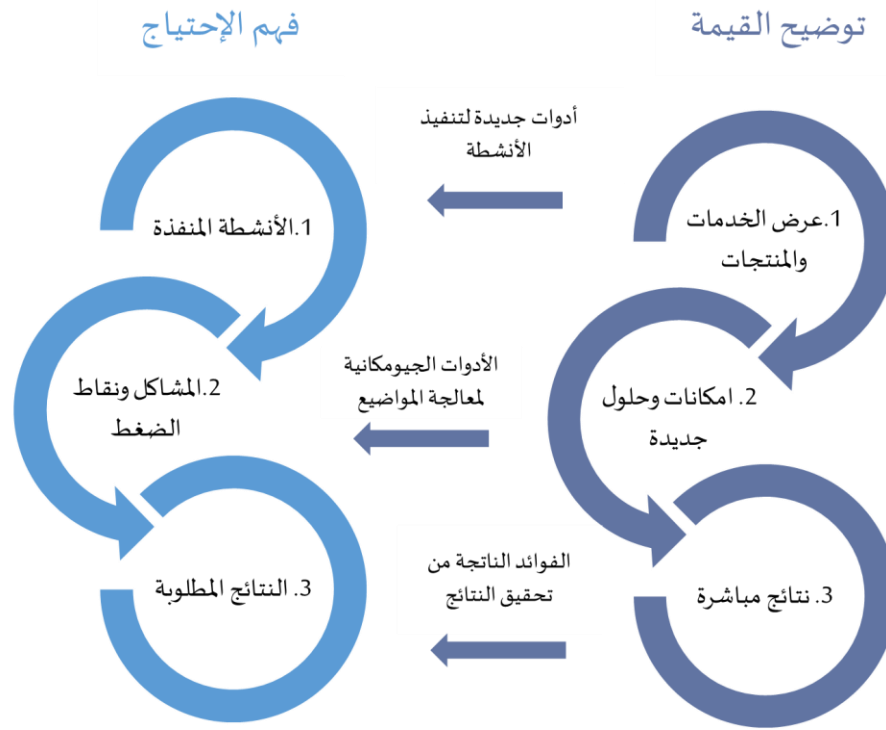 توضيح القيمة
فهم الإحتياج
1.عرض الخدمات
والمنتجات
أدوات جديدة لتنفيذ
الأنشطة
1.الأنشطة المنفذة
2. امكانات وحلول
جديدة
الأدوات الجيومكانية
لمعالجة المواضيع
2.المشاكل ونقاط
الضغط
3. نتائج مباشرة
الفوائد الناتجة من
تحقيق النتائج
3. النتائج المطلوبة